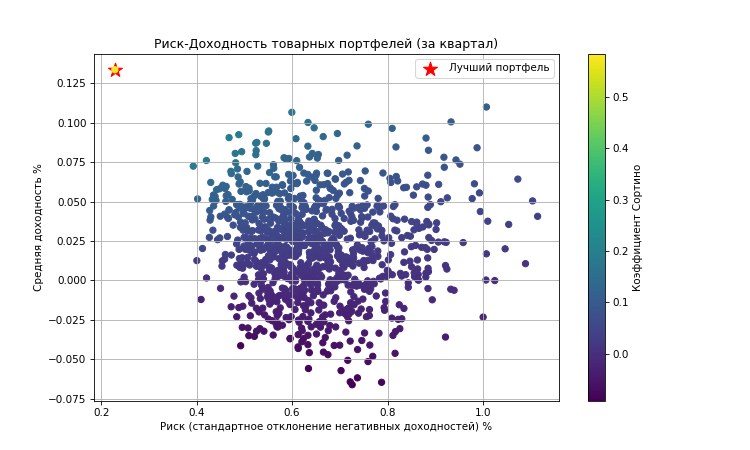 Риск-Доходность товарных портфелей (за квартал)
Лучший портфель
Средняя доходность %
0.125
0.100
0.075
0.050
0.025
0.000
−0.025
−0.050
−0.075
0.2 0.4 0.6 0.8 1.0
Риск (стандартное отклонение негативных доходностей) %
0.5
0.4
0.3
0.2
0.1
0.0
Коэффициент Сортино